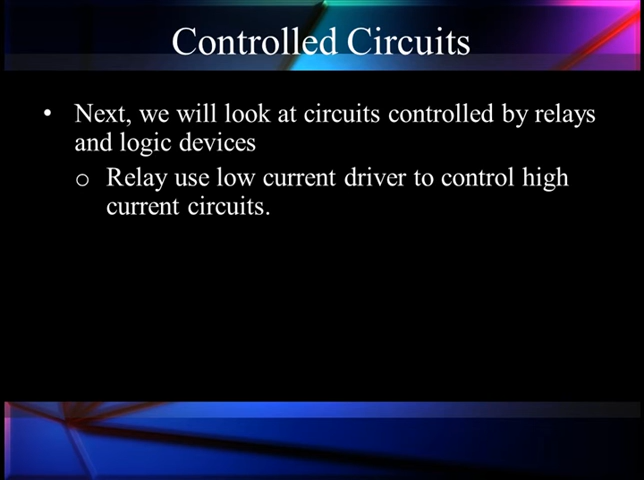 Controlled Circuits
• Next, we will look at circuits controlled by relays
and logic devices
o Relay use low current driver to control high
current circuits.